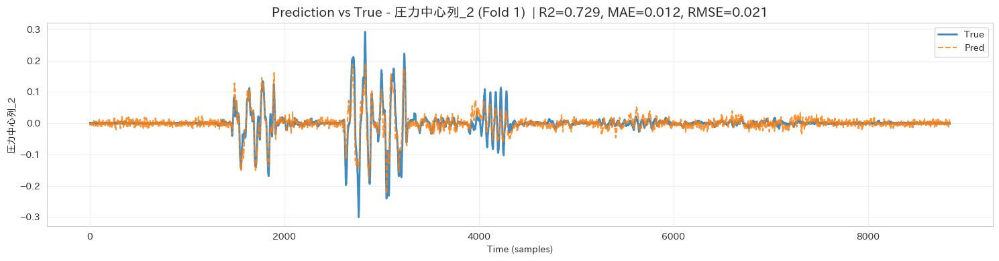 Prediction vs True - 圧力中心列_2 (Fold 1) | R2=0.729, MAE=0.012, RMSE=0.021
True
Pred
圧力中心列_2
0.3
0.2
0.1
0.0
−0.1
−0.2
−0.3
0
2000
4000
6000
8000
Time (samples)